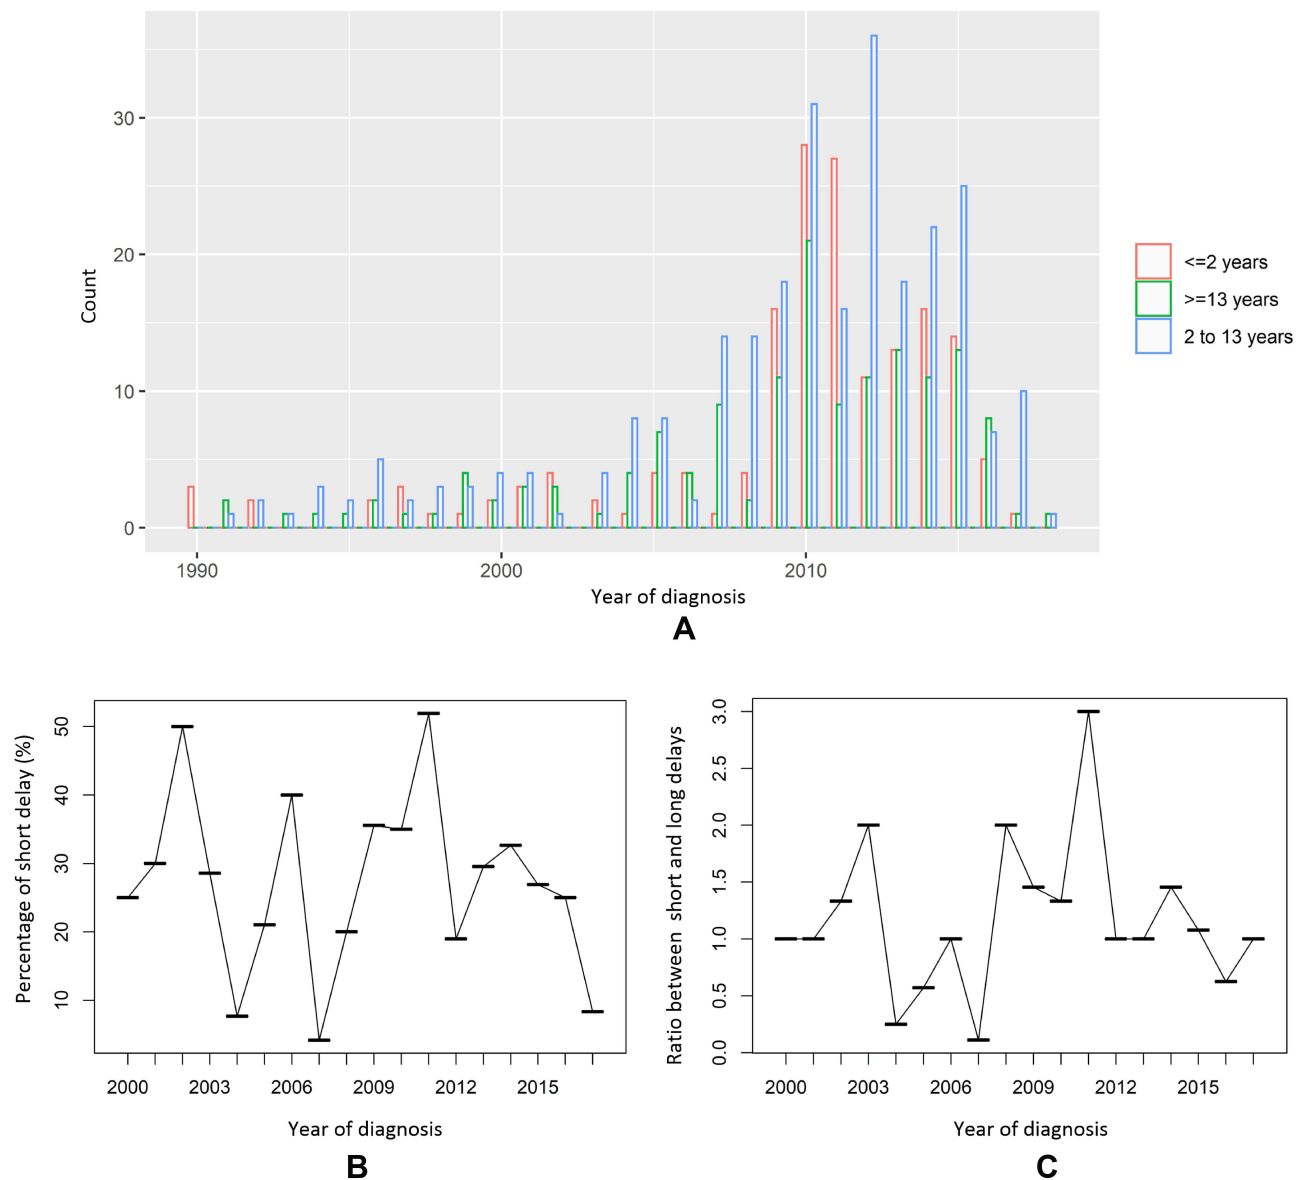 30
20
10
0
Count
1990
2000
2010
Year of diagnosis
<=2 years
>=13 years
2 to 13 years
A
50
40
30
20
10
Percentage of short delay (%)
2000
2003
2006
2009
2012
2015
Year of diagnosis
B
3.0
2.5
2.0
1.5
1.0
0.5
0.0
Ratio between short and long delays
2000
2003
2006
2009
2012
2015
Year of diagnosis
C